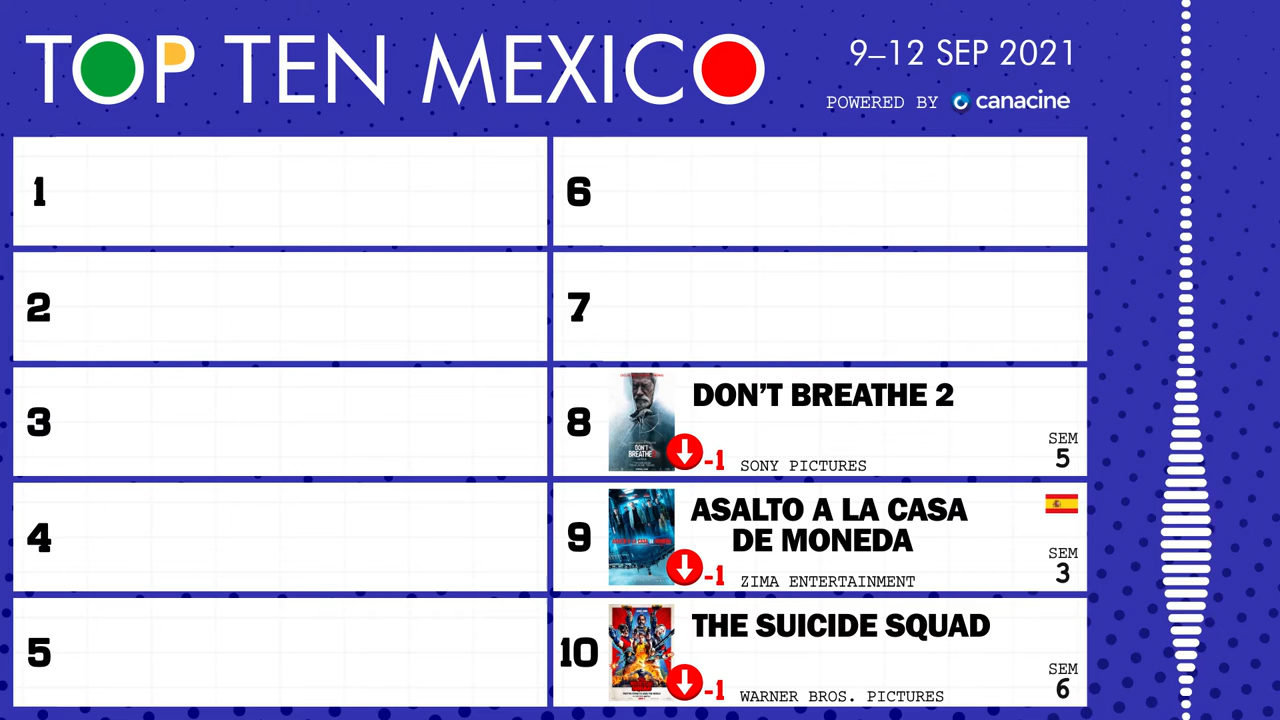 TOP TEN MEXICO
9–12 SEP 2021
POWERED BY canacine
1
2
3
4
5
6
7
8
DON'T BREATHE 2
-1
SONY PICTURES
SEM
5
9
ASALTO A LA CASA
DE MONEDA
-1
ZIMA ENTERTAINMENT
SEM
3
10
THE SUICIDE SQUAD
-1
WARNER BROS. PICTURES
SEM
6